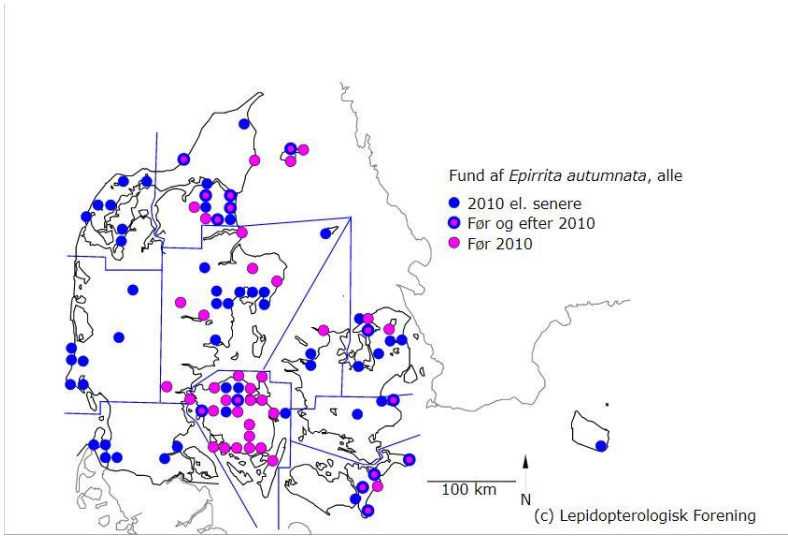 Fund af Epirrita autumnata, alle
2010 el. senere
Før og efter 2010
Før 2010
100 km
N
(c) Lepidopterologisk Forening